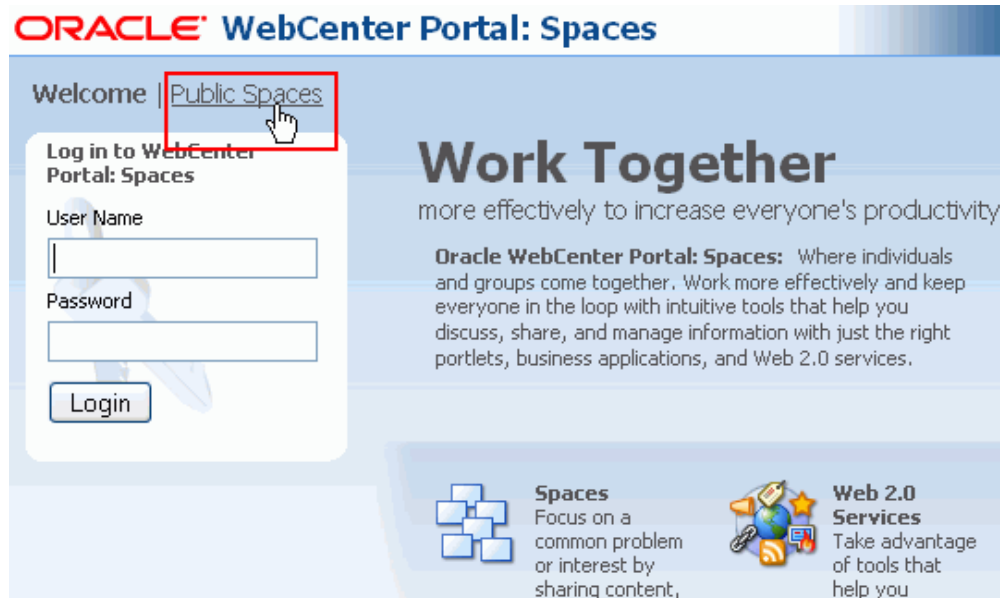 ORACLE WebCenter Portal: Spaces
Welcome | Public Spaces
Log in to WebCenter
Portal: Spaces
User Name
Password
Login
Work Together
more effectively to increase everyone's productivity
Oracle WebCenter Portal: Spaces: Where individuals
and groups come together. Work more effectively and keep
everyone in the loop with intuitive tools that help you
discuss, share, and manage information with just the right
portlets, business applications, and Web 2.0 services.
Spaces
Focus on a
common problem
or interest by
sharing content,
Web 2.0
Services
Take advantage
of tools that
help you